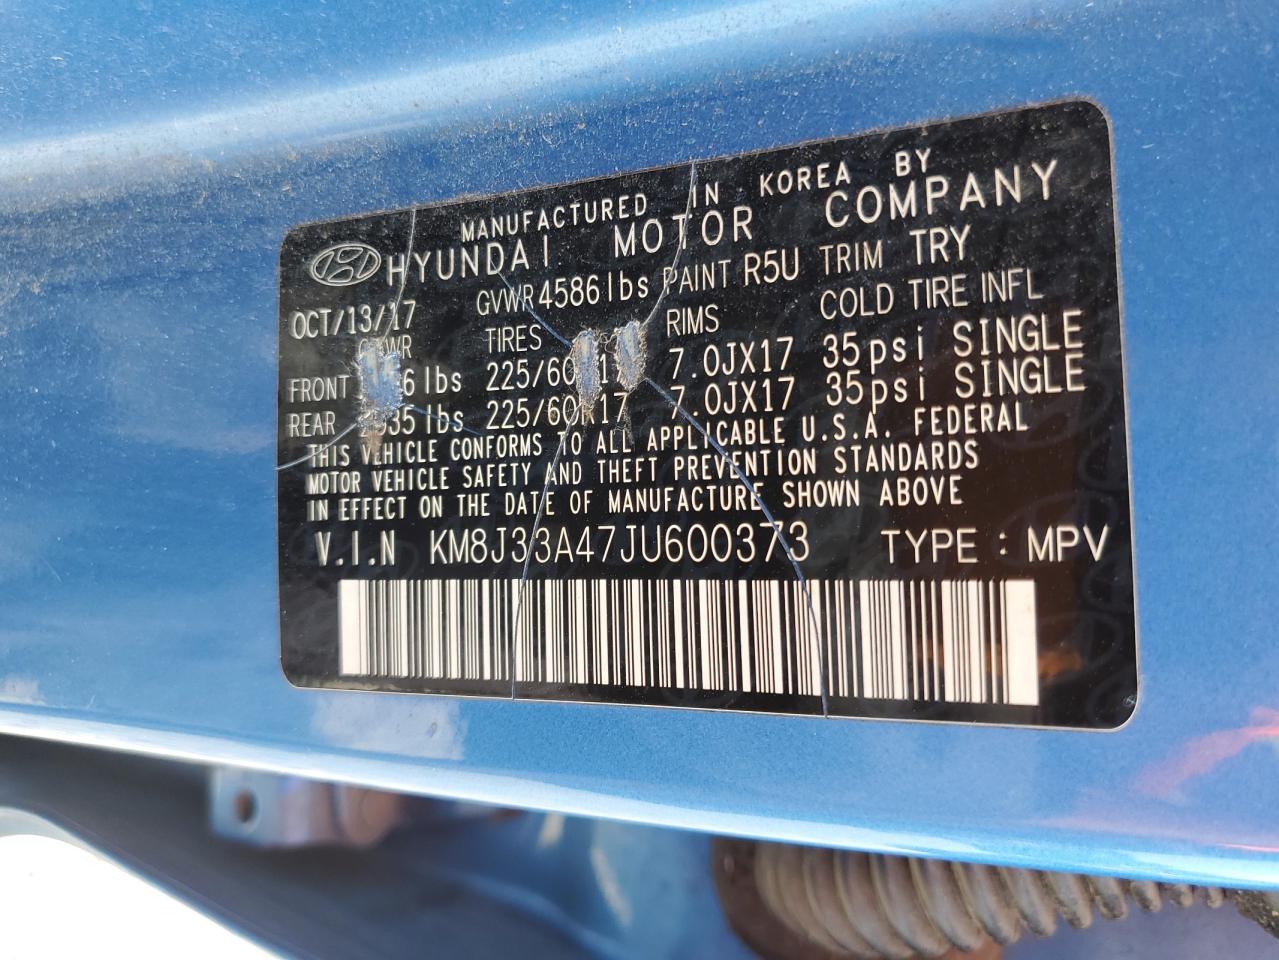 MANUFACTURED IN KOREA BY
HYUNDAI MOTOR COMPANY
OCT/13/17 GVWR 4586lbs PAINT R5U TRIM TRY
TIRES RIMS COLD TIRE INFL
FRONT lbs 225/60R17 7.0JX17 35psi SINGLE
REAR lbs 225/60R17 7.0JX17 35psi SINGLE
THIS VEHICLE CONFORMS TO ALL APPLICABLE U.S.A. FEDERAL
MOTOR VEHICLE SAFETY AND THEFT PREVENTION STANDARDS
IN EFFECT ON THE DATE OF MANUFACTURE SHOWN ABOVE
V.I.N KM8J33A47JU600373 TYPE : MPV